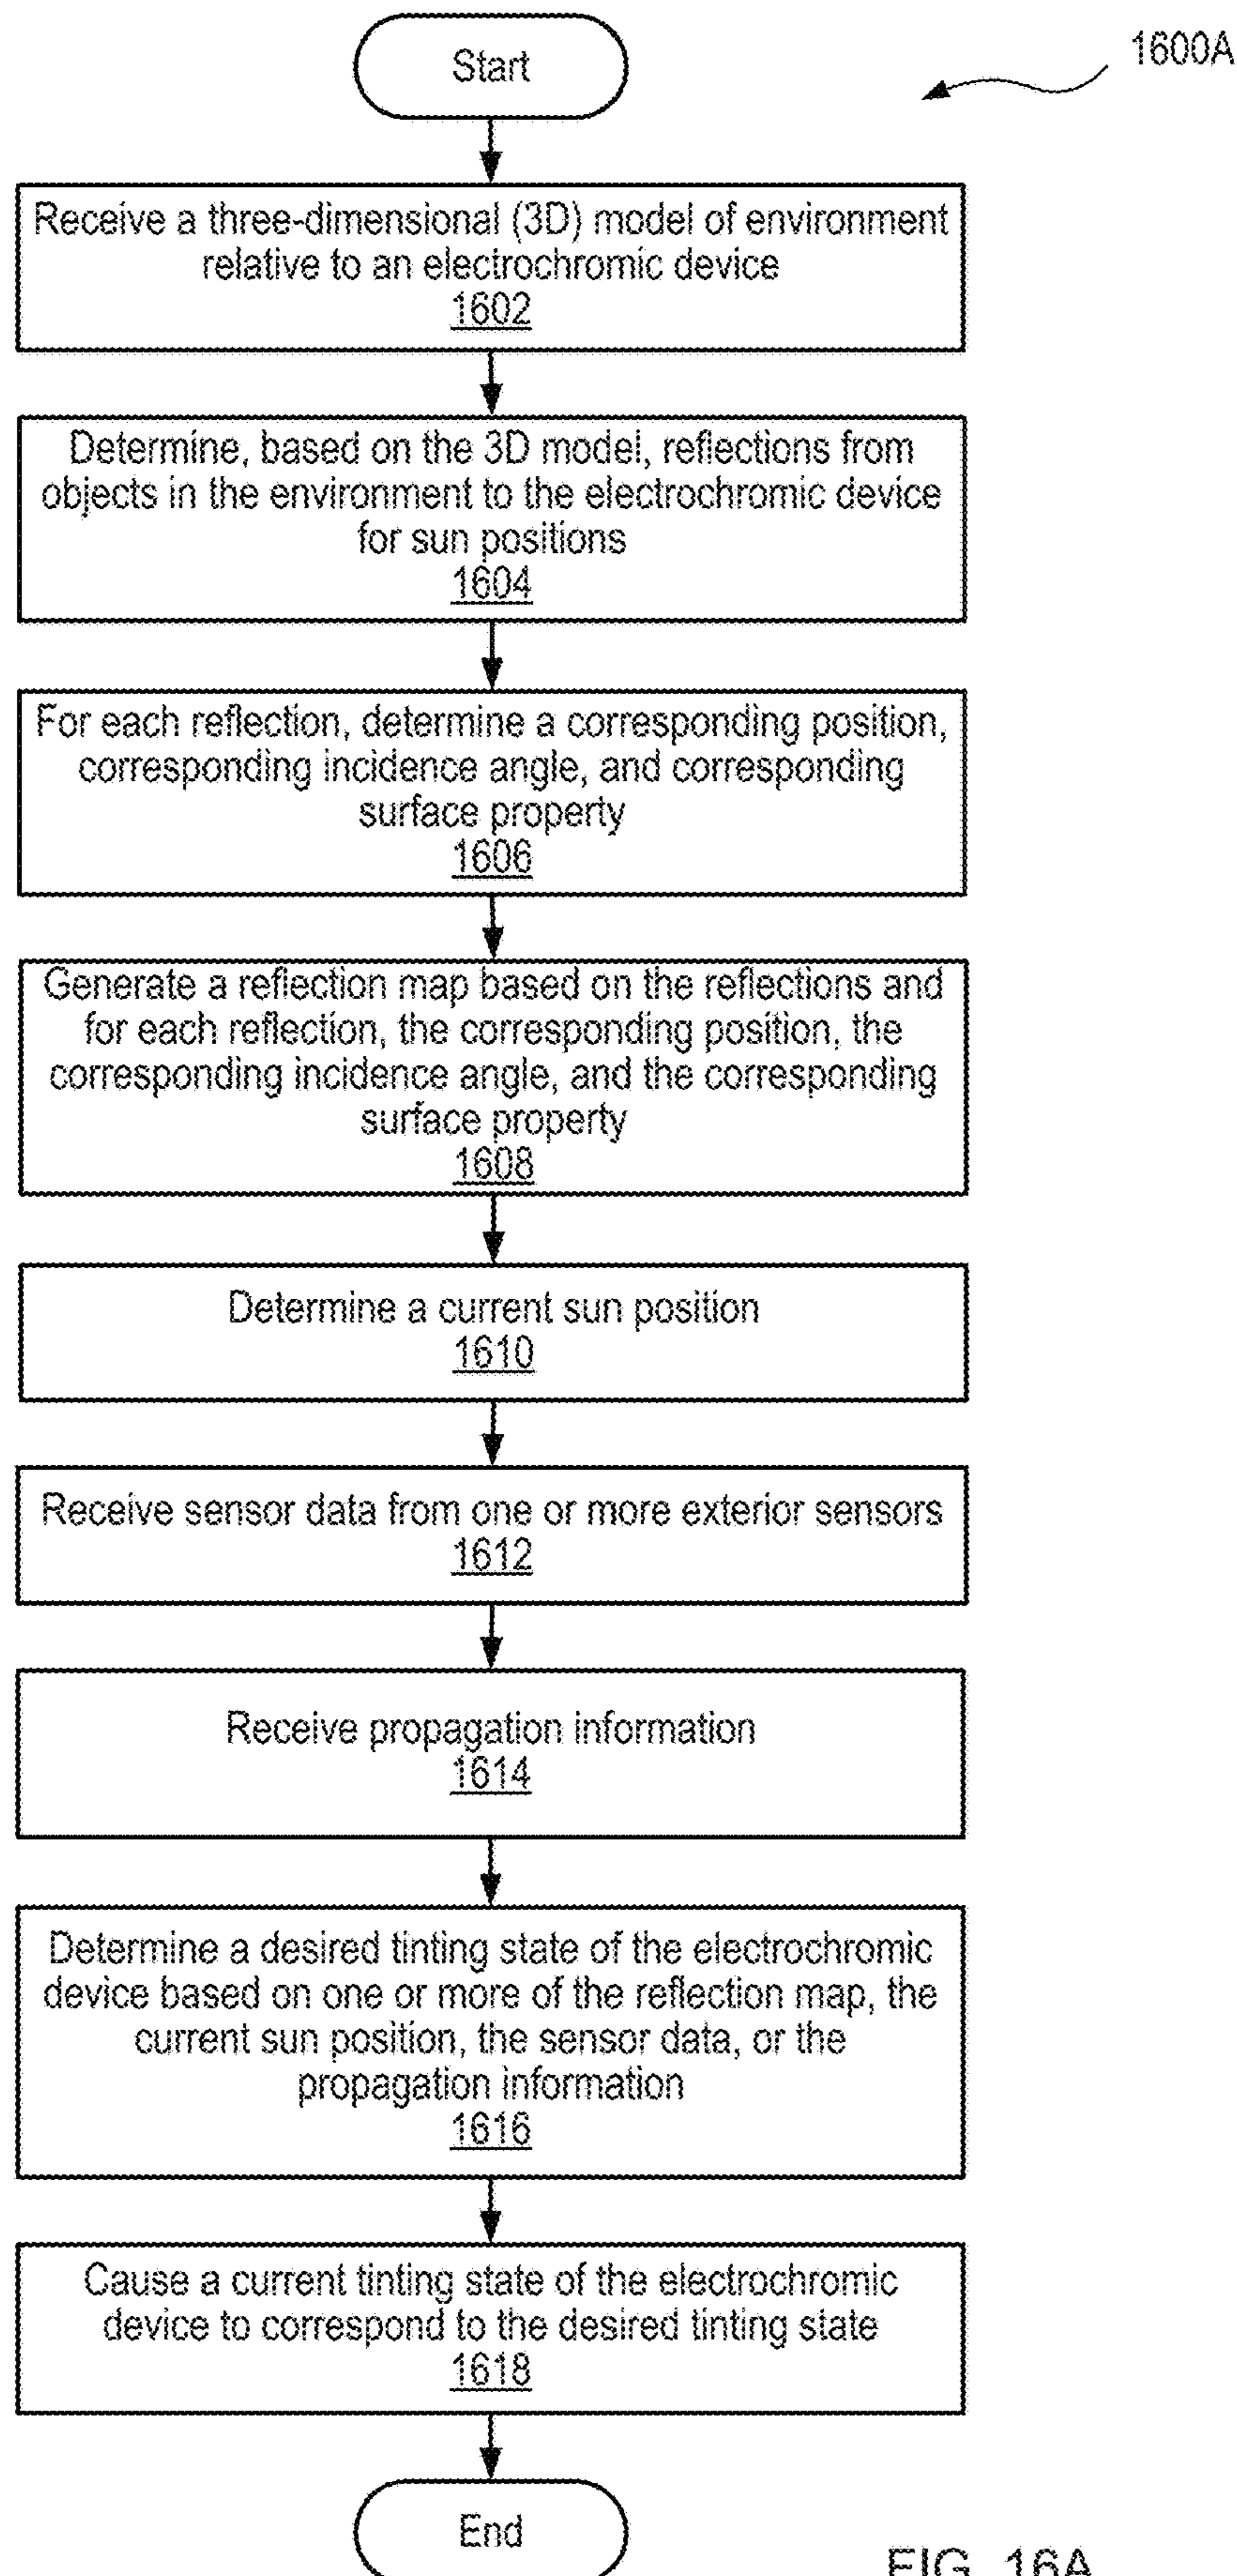 Start
1600A
Receive a three-dimensional (3D) model of environment
relative to an electrochromic device
1602
Determine, based on the 3D model, reflections from
objects in the environment to the electrochromic device
for sun positions
1604
For each reflection, determine a corresponding position,
corresponding incidence angle, and corresponding
surface property
1606
Generate a reflection map based on the reflections and
for each reflection, the corresponding position, the
corresponding incidence angle, and the corresponding
surface property
1608
Determine a current sun position
1610
Receive sensor data from one or more exterior sensors
1612
Receive propagation information
1614
Determine a desired tinting state of the electrochromic
device based on one or more of the reflection map, the
current sun position, the sensor data, or the
propagation information
1616
Cause a current tinting state of the electrochromic
device to correspond to the desired tinting state
1618
End
FIG. 16A